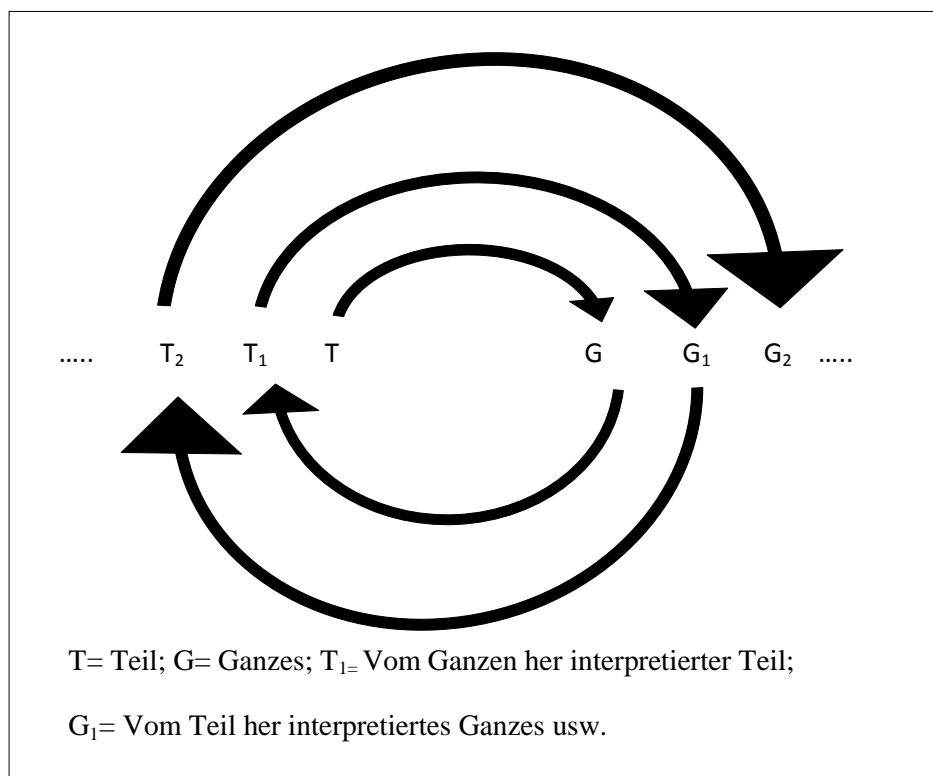 ..... T₂ T₁ T G G₁ G₂ .....
T= Teil; G= Ganzes; T₁₌ Vom Ganzen her interpretierter Teil;
G₁= Vom Teil her interpretiertes Ganzes usw.